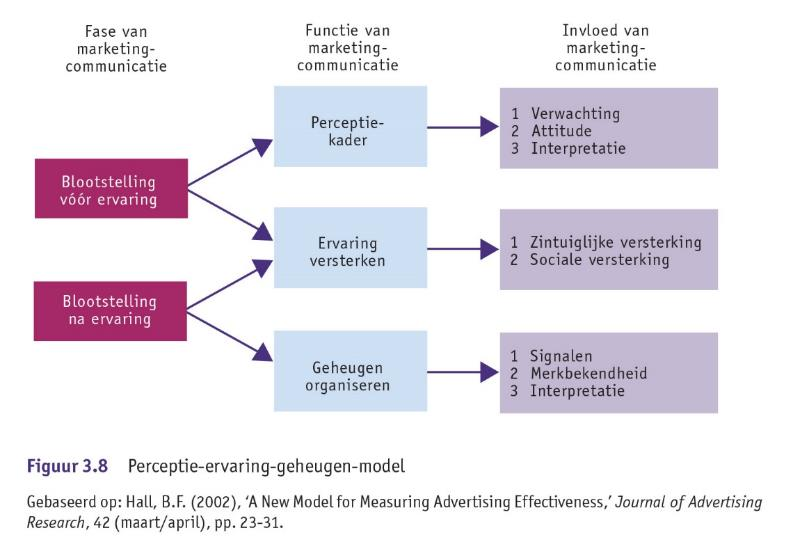 Fase van
marketing-
communicatie
Functie van
marketing-
communicatie
Invloed van
marketing-
communicatie
Blootstelling
vóór ervaring
Blootstelling
na ervaring
Perceptie-
kader
Ervaring
versterken
Geheugen
organiseren
1 Verwachting
2 Attitude
3 Interpretatie
1 Zintuiglijke versterking
2 Sociale versterking
1 Signalen
2 Merkbekendheid
3 Interpretatie
Figuur 3.8 Perceptie-ervaring-geheugen-model
Gebaseerd op: Hall, B.F. (2002), ‘A New Model for Measuring Advertising Effectiveness,’ Journal of Advertising
Research, 42 (maart/april), pp. 23-31.